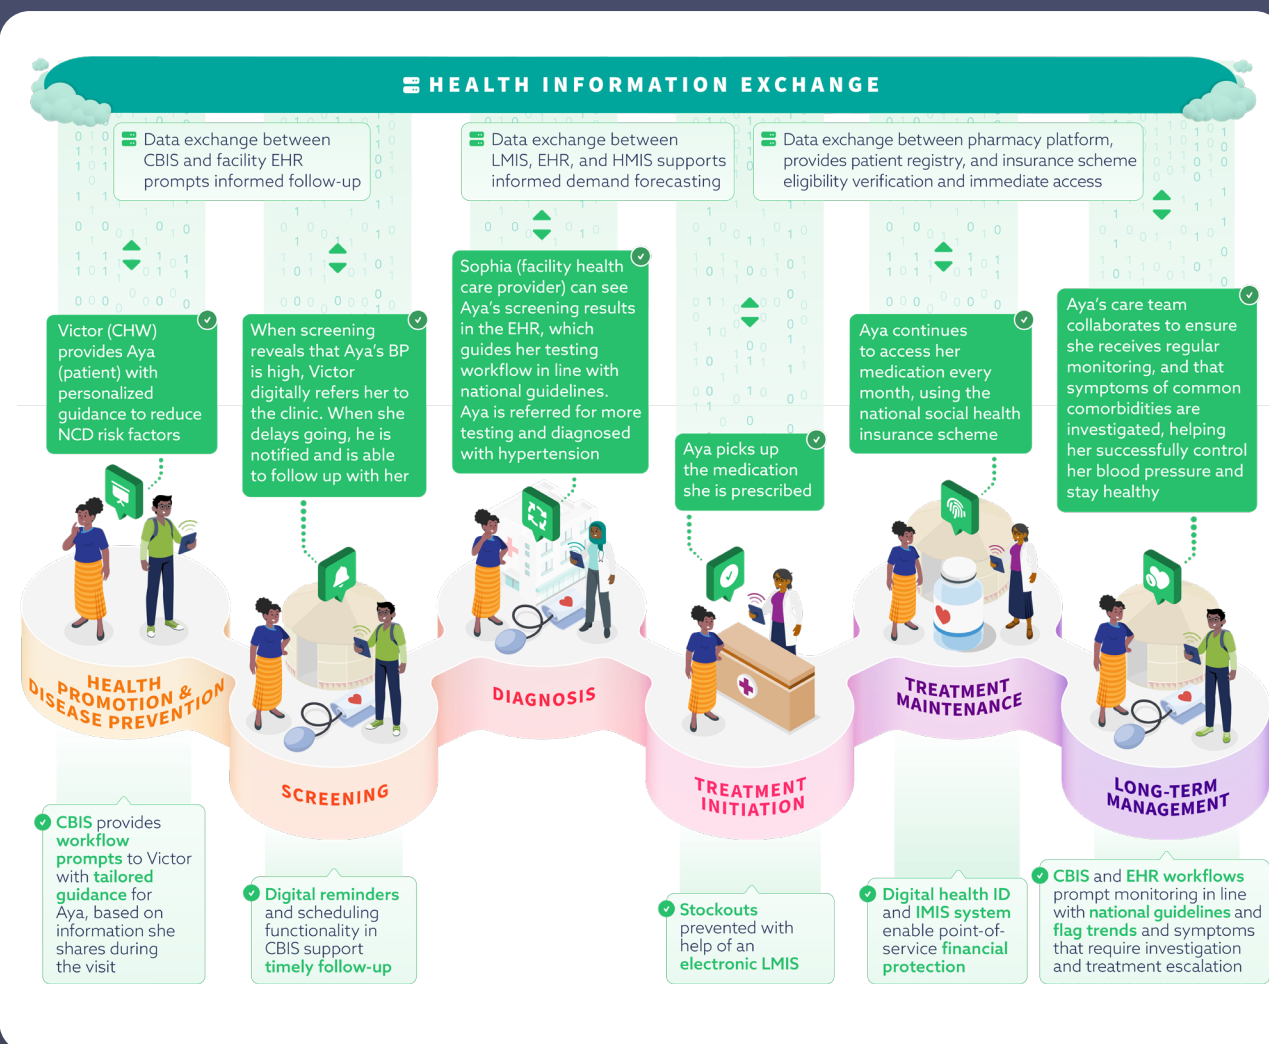 HEALTH INFORMATION EXCHANGE
Data exchange between
CBIS and facility EHR
prompts informed follow-up
Data exchange between
LMIS, EHR, and HMIS supports
informed demand forecasting
Data exchange between pharmacy platform,
provides patient registry, and insurance scheme
eligibility verification and immediate access
Victor (CHW)
provides Aya
(patient) with
personalized
guidance to reduce
NCD risk factors
When screening
reveals that Aya's BP
is high, Victor
digitally refers her to
the clinic. When she
delays going, he is
notified and is able
to follow up with her
Sophia (facility health
care provider) can see
Aya's screening results
in the EHR, which
guides her testing
workflow in line with
national guidelines.
Aya is referred for more
testing and diagnosed
with hypertension
Aya picks up
the medication
she is prescribed
Aya continues
to access her
medication every
month, using the
national social health
insurance scheme
Aya's care team
collaborates to ensure
she receives regular
monitoring, and that
symptoms of common
comorbidities are
investigated, helping
her successfully control
her blood pressure and
stay healthy
HEALTH
PROMOTION &
DISEASE PREVENTION
SCREENING
DIAGNOSIS
TREATMENT
INITIATION
TREATMENT
MAINTENANCE
LONG-TERM
MANAGEMENT
CBIS provides
workflow
prompts to Victor
with tailored
guidance for
Aya, based on
information she
shares during
the visit
Digital reminders
and scheduling
functionality in
CBIS support
timely follow-up
Stockouts
prevented with
help of an
electronic LMIS
Digital health ID
and IMIS system
enable point-of-
service financial
protection
CBIS and EHR workflows
prompt monitoring in line
with national guidelines and
flag trends and symptoms
that require investigation
and treatment escalation